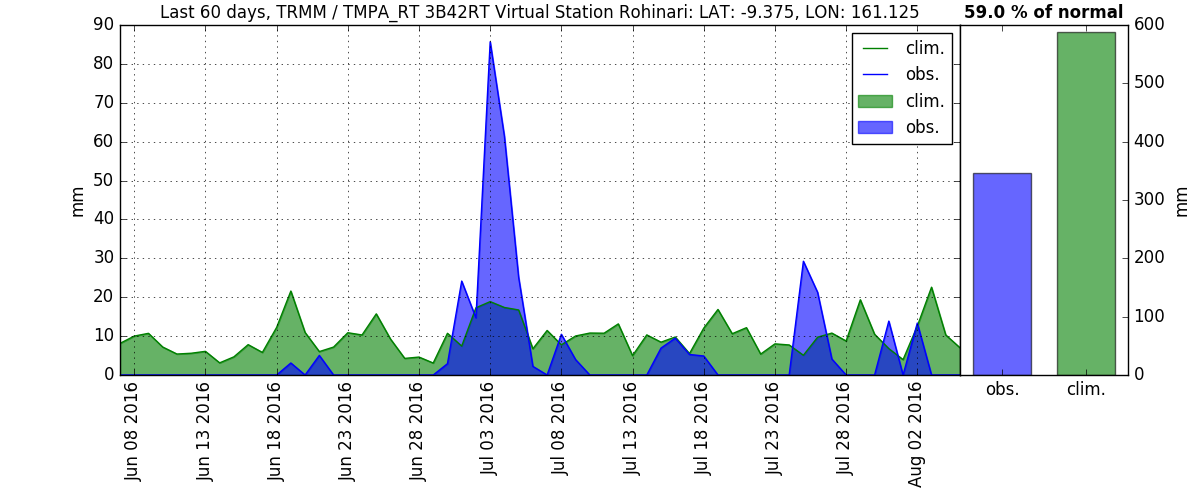 Last 60 days, TRMM / TMPA_RT 3B42RT Virtual Station Rohinari: LAT: -9.375, LON: 161.125
59.0 % of normal
90
80
70
60
50
40
30
20
10
0
mm
clim.
obs.
clim.
obs.
600
500
400
300
200
100
0
mm
Jun 08 2016
Jun 13 2016
Jun 18 2016
Jun 23 2016
Jun 28 2016
Jul 03 2016
Jul 08 2016
Jul 13 2016
Jul 18 2016
Jul 23 2016
Jul 28 2016
Aug 02 2016
obs.
clim.